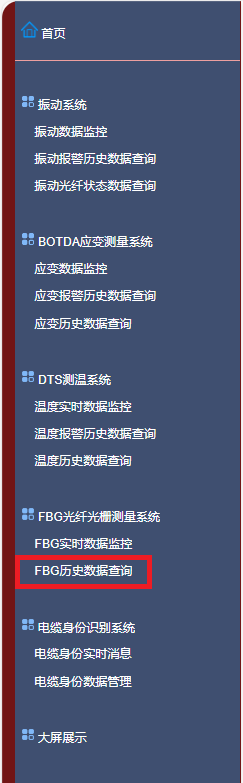 首页
振动系统
振动数据监控
振动报警历史数据查询
振动光纤状态数据查询
BOTDA应变测量系统
应变数据监控
应变报警历史数据查询
应变历史数据查询
DTS测温系统
温度实时数据监控
温度报警历史数据查询
温度历史数据查询
FBG光纤光栅测量系统
FBG实时数据监控
FBG历史数据查询
电缆身份识别系统
电缆身份实时消息
电缆身份数据管理
大屏展示